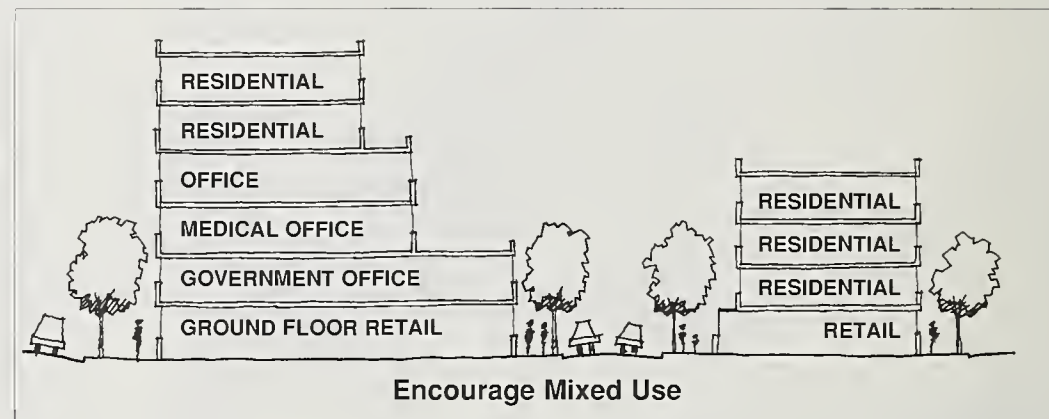 RESIDENTIAL
RESIDENTIAL
OFFICE
MEDICAL OFFICE
GOVERNMENT OFFICE
GROUND FLOOR RETAIL
RESIDENTIAL
RESIDENTIAL
RESIDENTIAL
RETAIL
Encourage Mixed Use